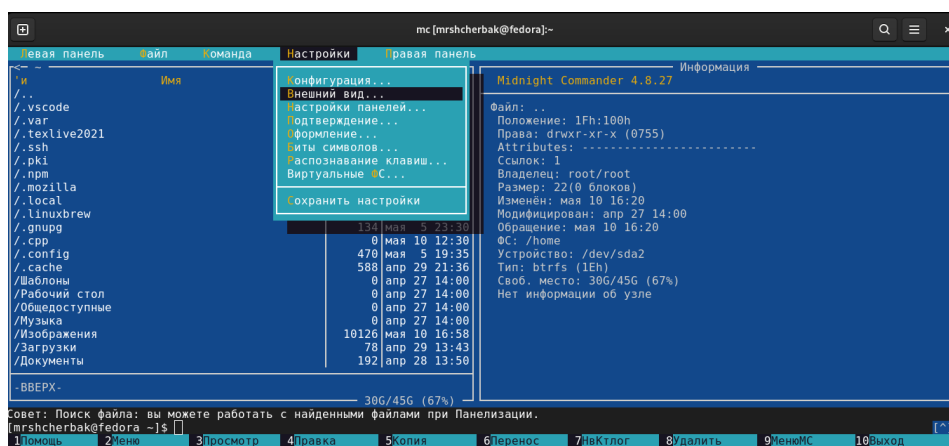 mc [mrshcherbak@fedora]:~
Левая панель Файл Команда Настройки Правая панель
<- ~
'и Имя
/..
/.vscode
/.var
/.texlive2021
/.ssh
/.pki
/.npm
/.mozilla
/.local
/.linuxbrew
/.gnupg 134 мая 5 23:30
/.cpp 0 мая 10 12:30
/.config 470 мая 5 19:35
/.cache 588 апр 29 21:36
/Шаблоны 0 апр 27 14:00
/Рабочий стол 0 апр 27 14:00
/Общедоступные 0 апр 27 14:00
/Музыка 0 апр 27 14:00
/Изображения 10126 мая 10 16:58
/Загрузки 78 апр 29 13:43
/Документы 192 апр 28 13:50
-ВВЕРХ-
30G/45G (67%)
Конфигурация...
Внешний вид...
Настройки панелей...
Подтверждение...
Оформление...
Биты символов...
Распознавание клавиш...
Виртуальные ФС...
Сохранить настройки
Информация
Midnight Commander 4.8.27
Файл: ..
Положение: 1Fh:100h
Права: drwxr-xr-x (0755)
Attributes: -------------------------
Ссылок: 1
Владелец: root/root
Размер: 22(0 блоков)
Изменён: мая 10 16:20
Модифицирован: апр 27 14:00
Обращение: мая 10 16:20
ФС: /home
Устройство: /dev/sda2
Тип: btrfs (1Eh)
Своб. место: 30G/45G (67%)
Нет информации об узле
Совет: Поиск файла: вы можете работать с найденными файлами при Панелизации.
[mrshcherbak@fedora ~]$
[^]
1Помощь 2Меню 3Просмотр 4Правка 5Копия 6Перенос 7НвКтлог 8Удалить 9МенюМС 10Выход